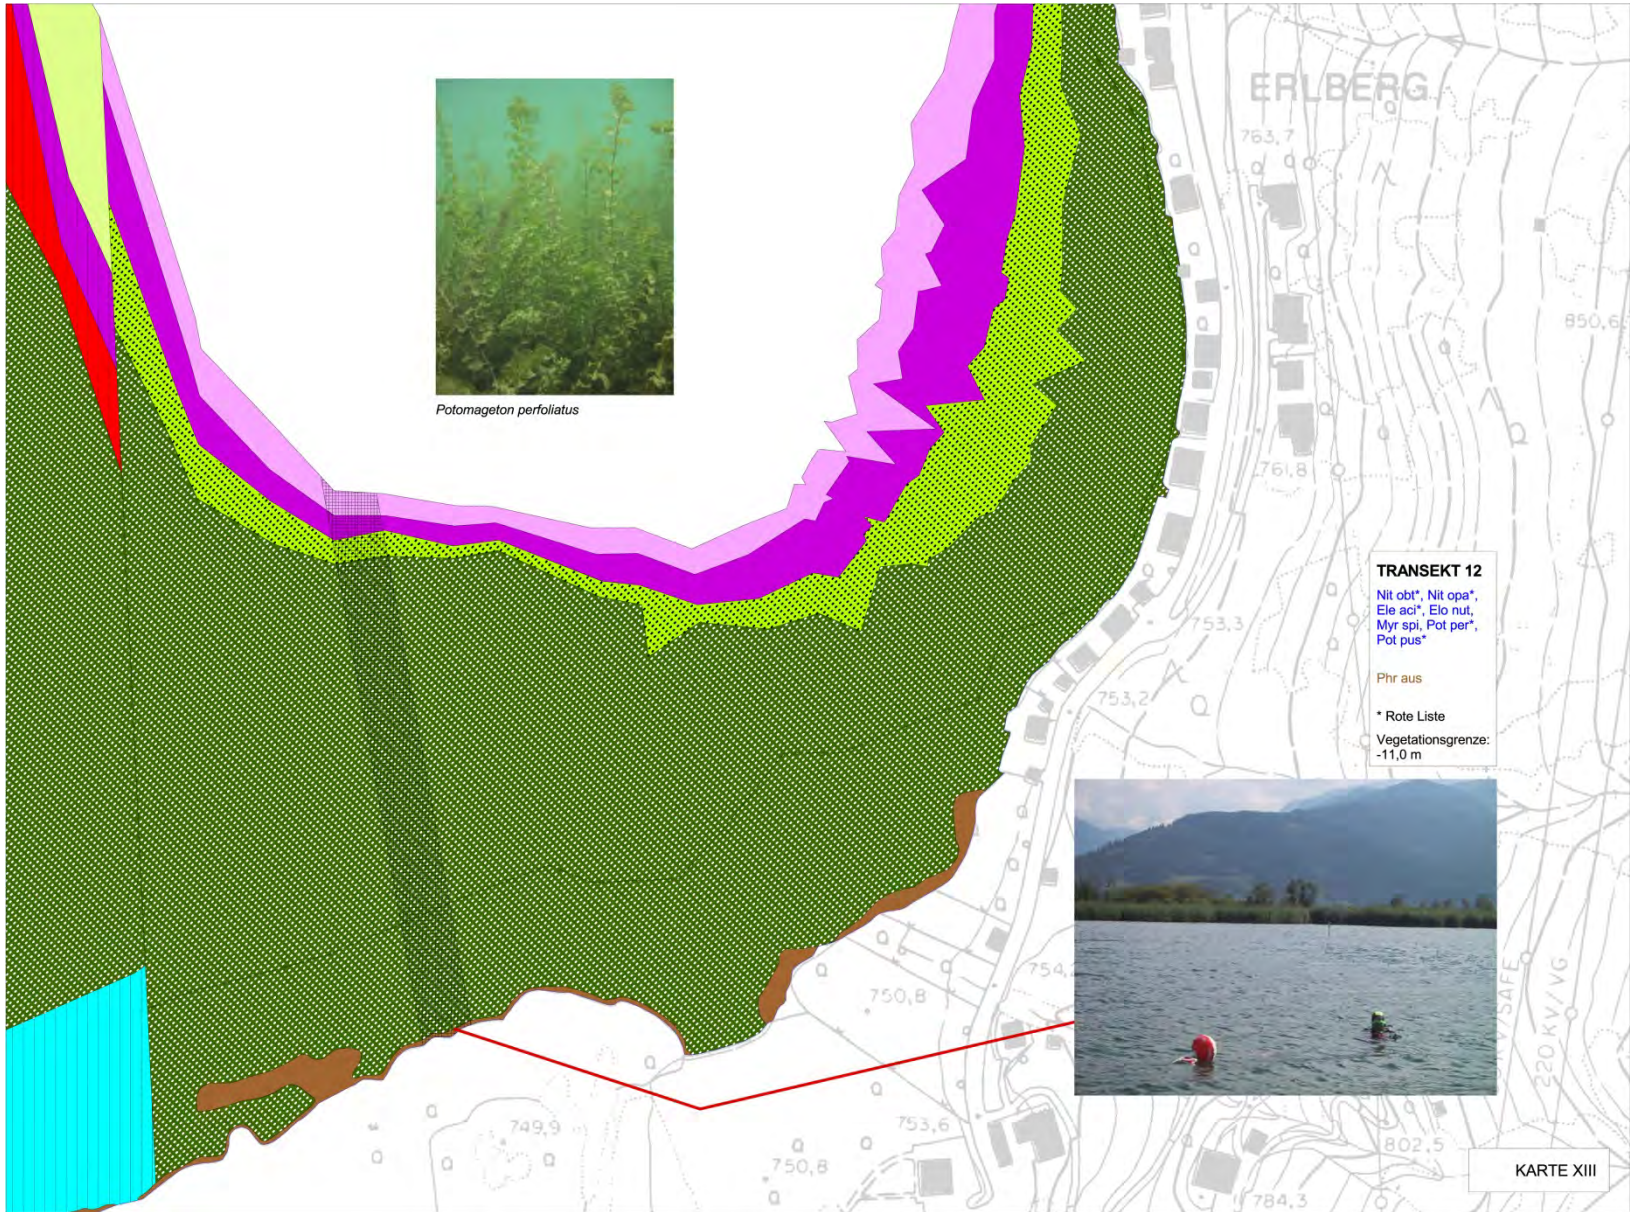 ERLBERG
763,7
850,6
Potomageton perfoliatus
761,8
TRANSEKT 12
Nit obt*, Nit opa*,
Ele aci*, Elo nut,
Myr spi, Pot per*,
Pot pus*
753,3
Phr aus
753,2
* Rote Liste
Vegetationsgrenze:
-11,0 m
750,8
220 kV/VG
749,9
753,6
802,5
750,8
KARTE XIII
784,3